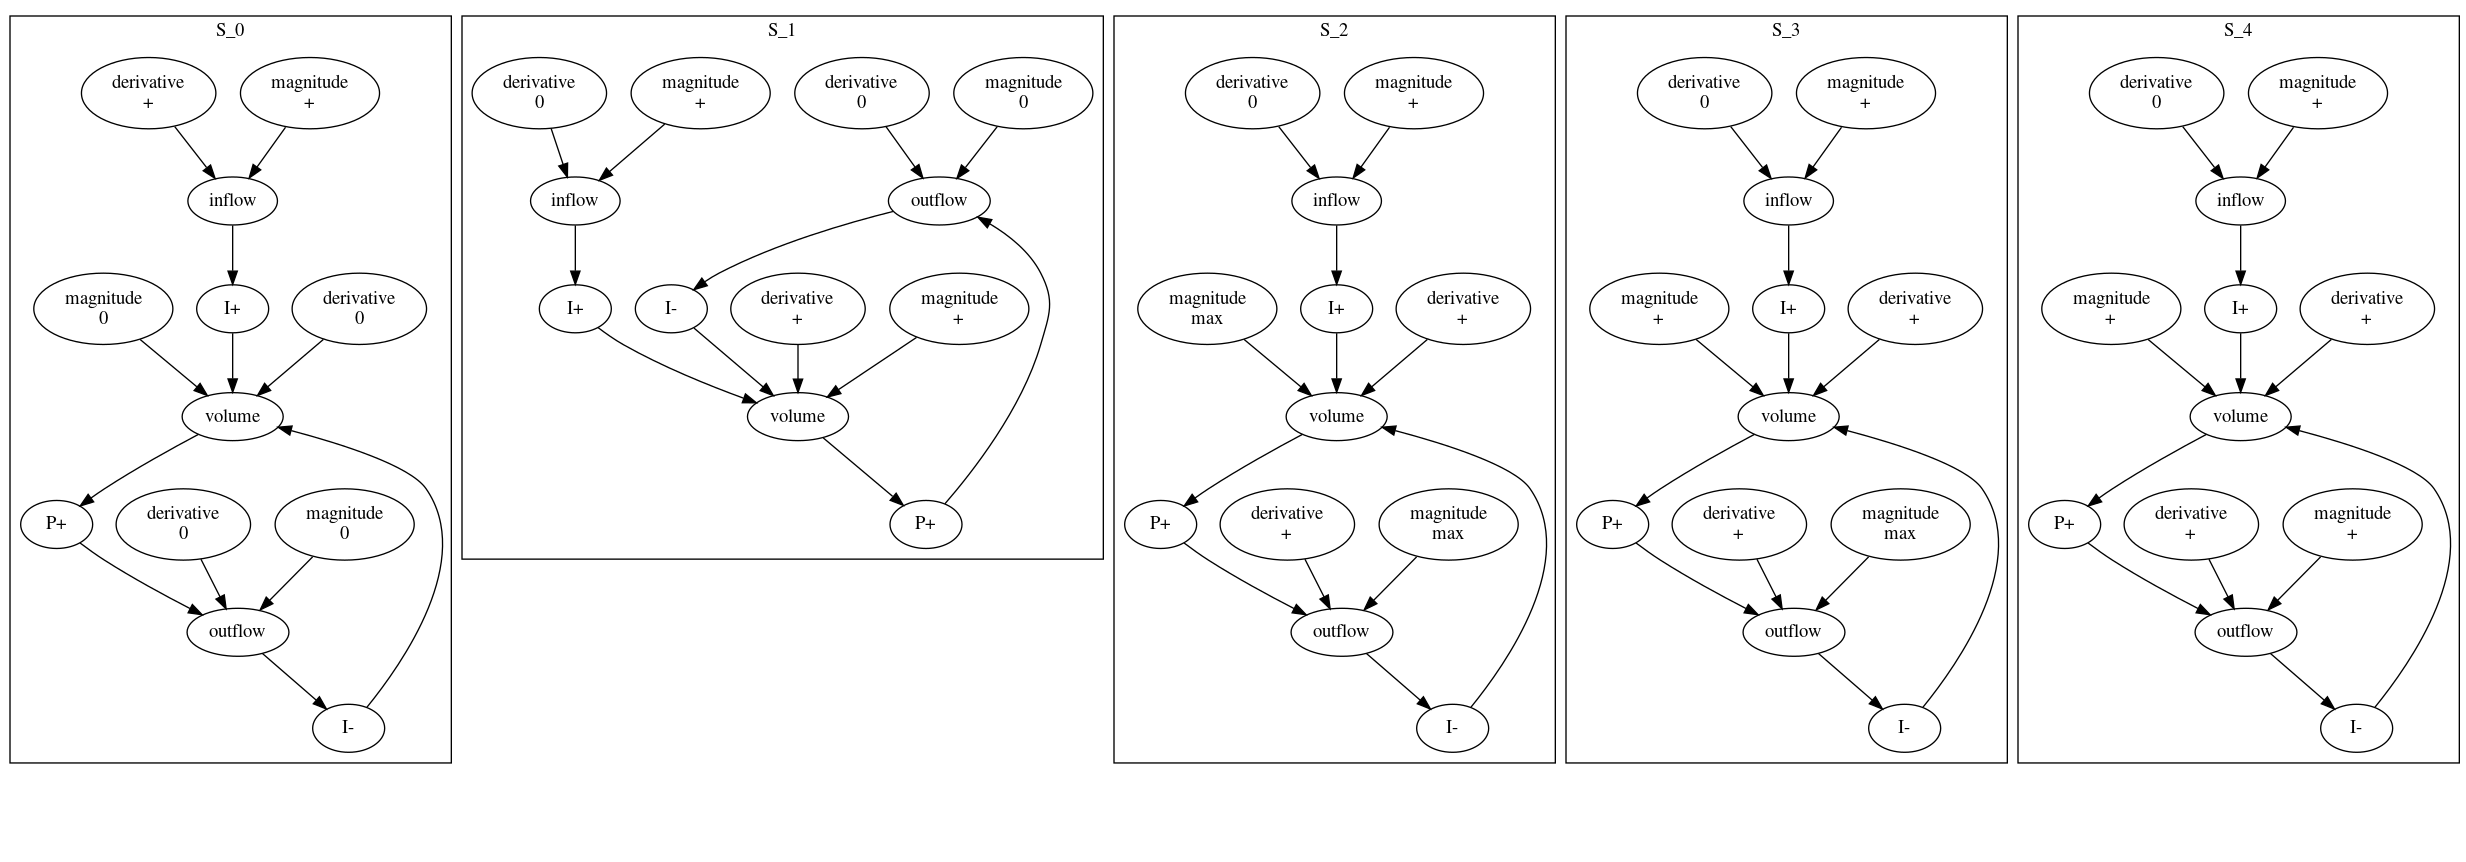 S_0
derivative
+
magnitude
+
inflow
magnitude
0
I+
derivative
0
volume
P+
derivative
0
magnitude
0
outflow
I-
S_1
derivative
0
magnitude
+
derivative
0
magnitude
0
inflow
outflow
I+
I-
derivative
+
magnitude
+
volume
P+
S_2
derivative
0
magnitude
+
inflow
magnitude
max
I+
derivative
+
volume
P+
derivative
+
magnitude
max
outflow
I-
S_3
derivative
0
magnitude
+
inflow
magnitude
+
I+
derivative
+
volume
P+
derivative
+
magnitude
max
outflow
I-
S_4
derivative
0
magnitude
+
inflow
magnitude
+
I+
derivative
+
volume
P+
derivative
+
magnitude
+
outflow
I-